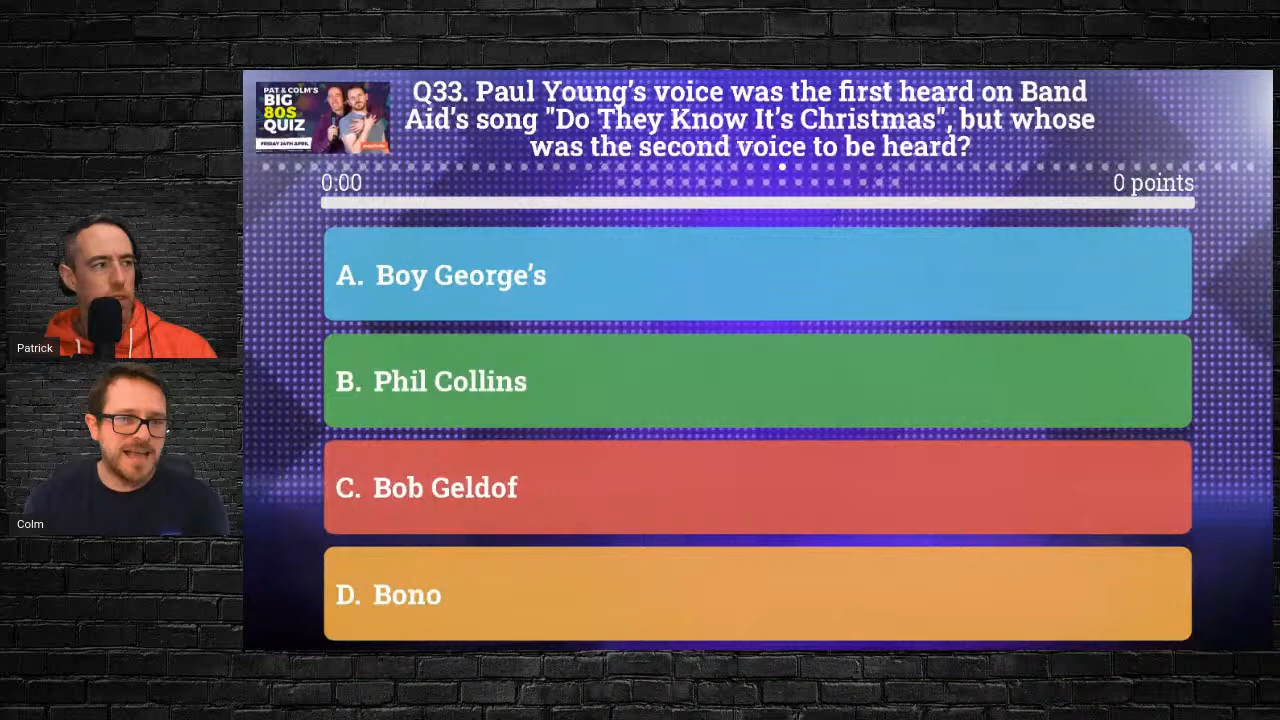 PAT & COLM'S
BIG
80S
QUIZ
FRIDAY 24TH APRIL
Q33. Paul Young's voice was the first heard on Band
Aid's song "Do They Know It's Christmas", but whose
was the second voice to be heard?
0:00
0 points
A. Boy George's
B. Phil Collins
C. Bob Geldof
D. Bono
Patrick
Colm